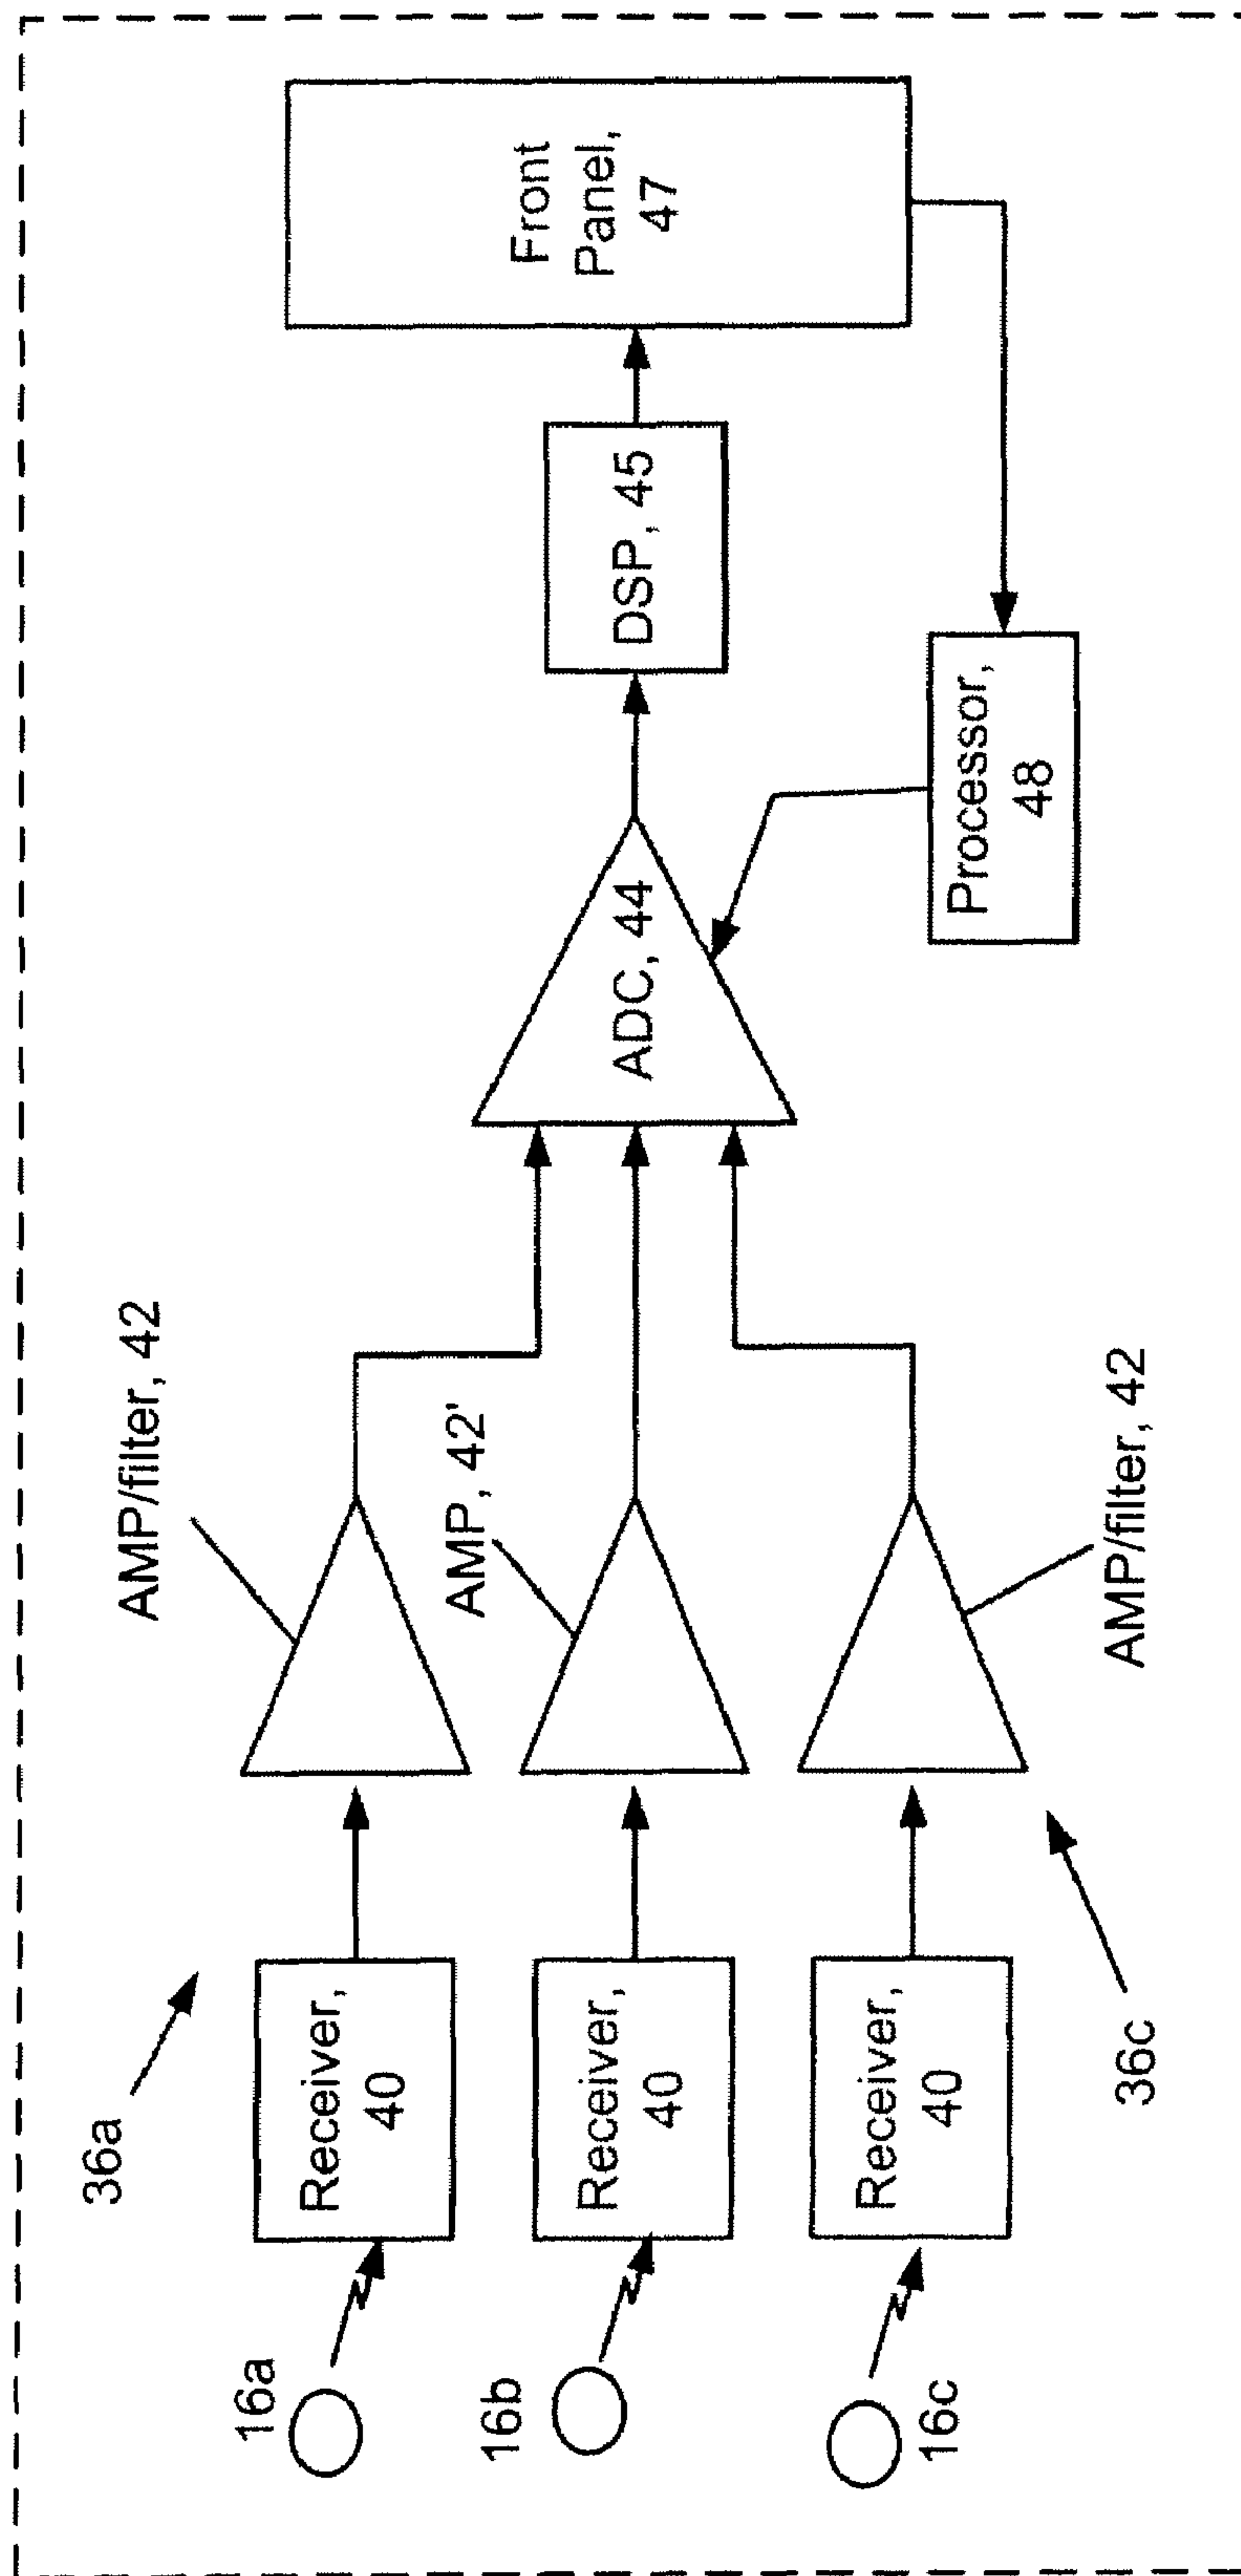 36a
AMP/filter, 42
16a
Receiver,
40
AMP, 42'
16b
Receiver,
40
ADC, 44
DSP, 45
Front
Panel,
47
16c
Receiver,
40
Processor,
48
36c
AMP/filter, 42